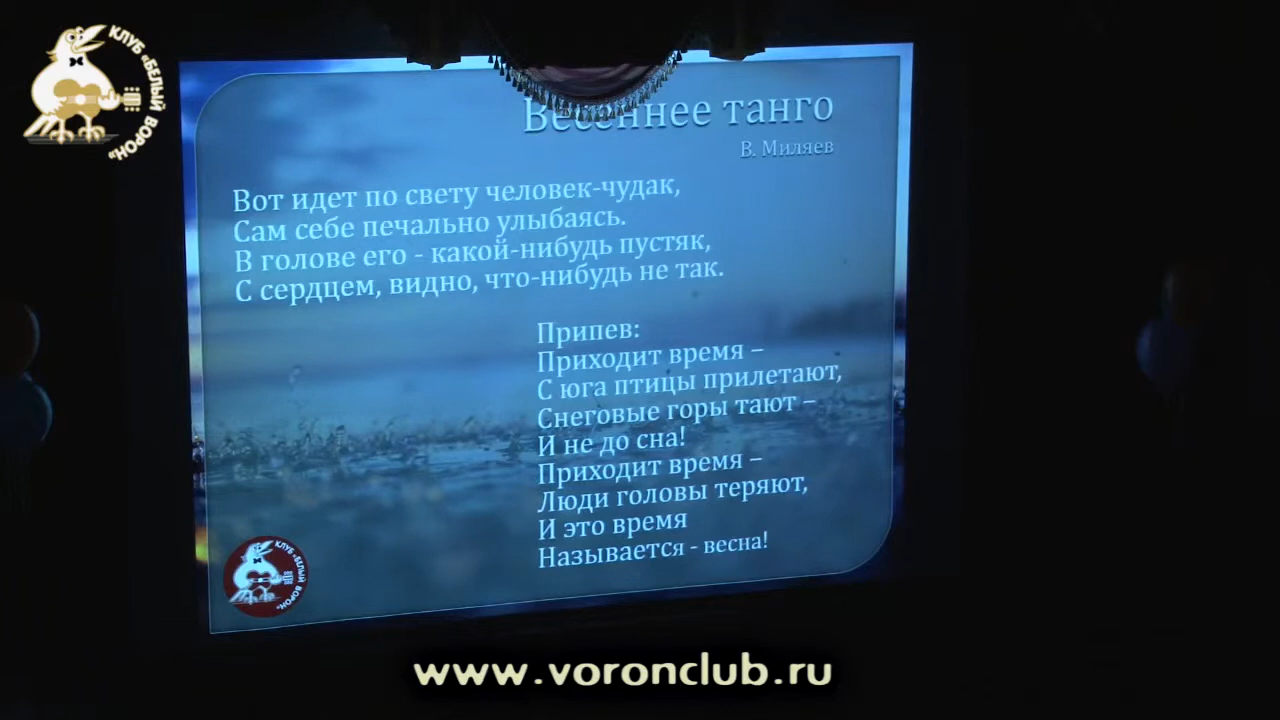 КЛУБ «БЕЛЫЙ ВОРОН»
Весеннее танго
В. Миляев
Вот идет по свету человек-чудак,
Сам себе печально улыбаясь.
В голове его - какой-нибудь пустяк,
С сердцем, видно, что-нибудь не так.
Припев:
Приходит время –
С юга птицы прилетают,
Снеговые горы тают –
И не до сна!
Приходит время –
Люди головы теряют,
И это время
Называется - весна!
КЛУБ «БЕЛЫЙ ВОРОН»
www.voronclub.ru